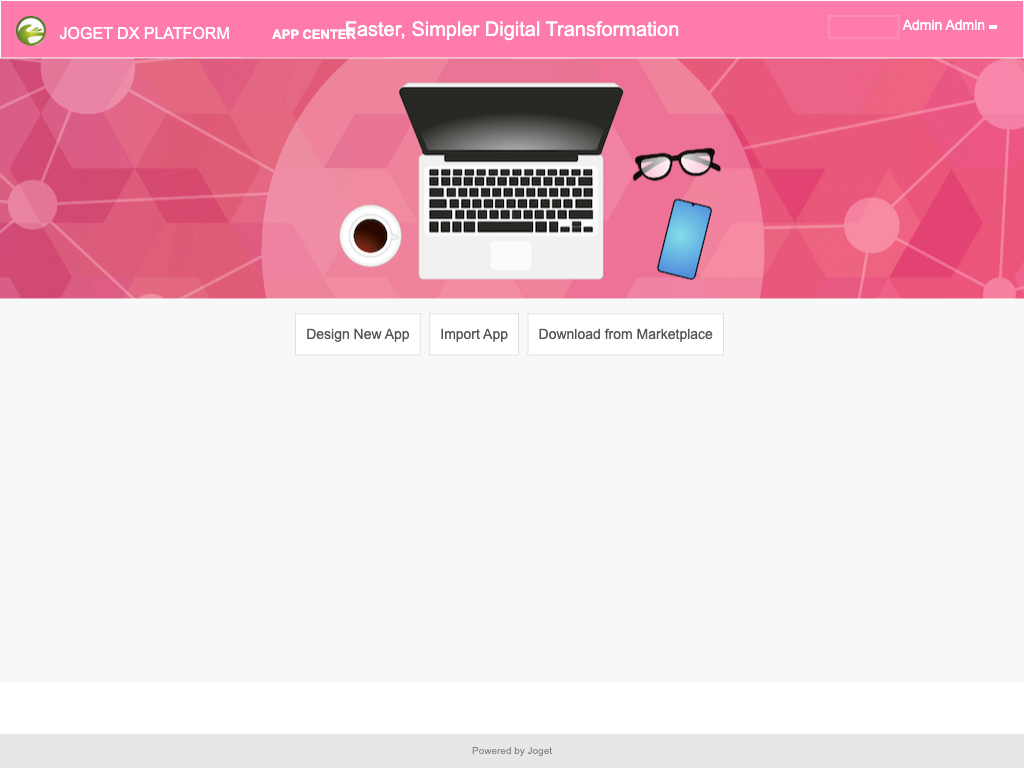 JOGET DX PLATFORM
APP CENTER
Easter, Simpler Digital Transformation
Admin Admin
Design New App
Import App
Download from Marketplace
Powered by Joget